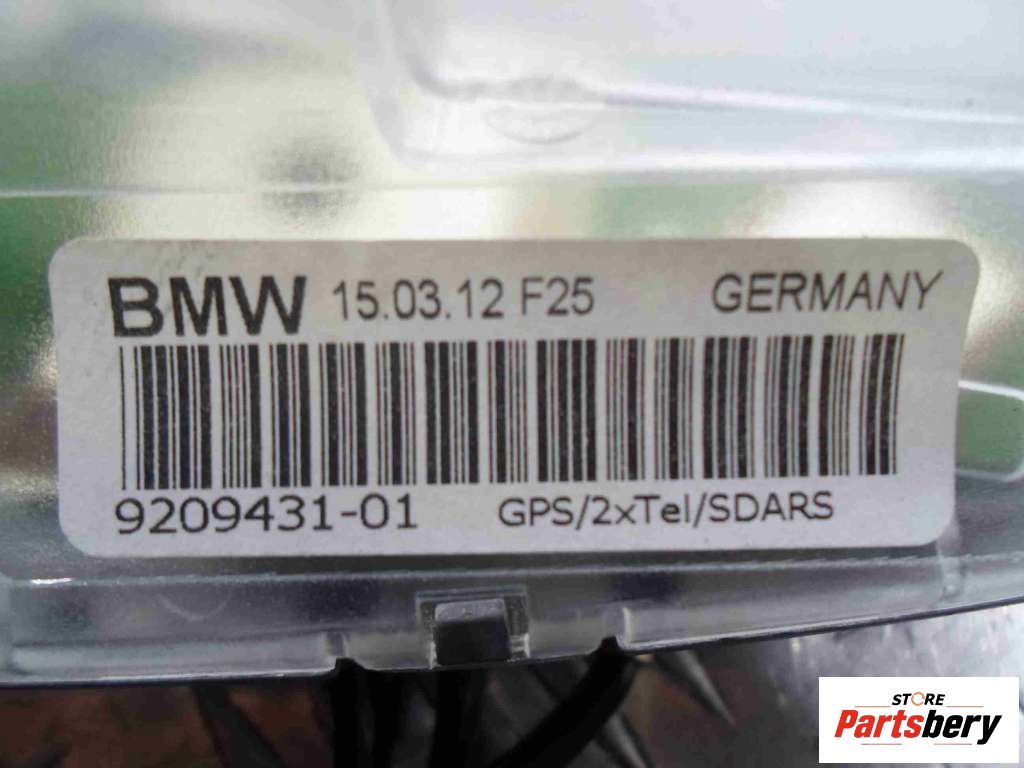 BMW 15.03.12 F25 GERMANY
9209431-01 GPS/2xTel/SDARS
STORE
Partsbery